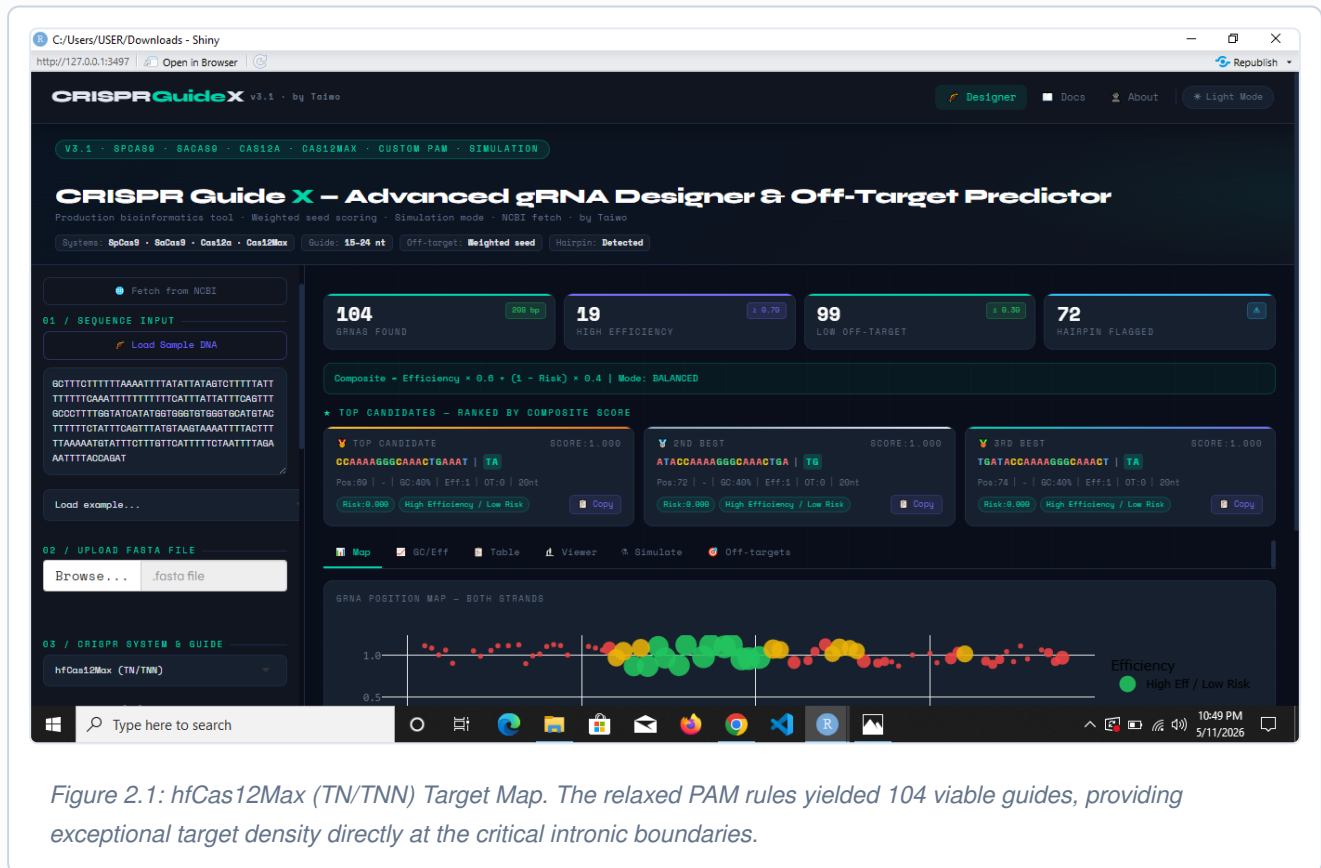 C:/Users/USER/Downloads - Shiny
http://127.0.0.1:3497 Open in Browser Republish
CRISPRGuideX v3.1 · by Taiwo Designer Docs About Light Mode
V3.1 · SPCAS9 · SACAS9 · CAS12A · CAS12MAX · CUSTOM PAM · SIMULATION
CRISPR Guide X – Advanced gRNA Designer & Off-Target Predictor
Production bioinformatics tool · Weighted seed scoring · Simulation mode · NCBI fetch · by Taiwo
Systems: SpCas9 · SaCas9 · Cas12a · Cas12Max Guide: 15-24 nt Off-target: Weighted seed Hairpin: Detected
Fetch from NCBI
01 / SEQUENCE INPUT
Load Sample DNA
GCTTTCTTTTTTAAAATTTTATATTATAGTCTTTTTATT
TTTTTTCAAATTTTTTTTTTTCATTTATTATTTCAGTTT
GCCCTTTTGGTATCATATGGTGGGTGTGGGTGCATGTAC
TTTTTTCTATTTCAGTTTATGTAAGTAAAATTTTACTTT
TTAAAAATGTATTTCTTTGTTCATTTTTCTAATTTTAGA
AATTTTACCAGAT
Load example...
02 / UPLOAD FASTA FILE
Browse... .fasta file
03 / CRISPR SYSTEM & GUIDE
hfCas12Max (TN/TNN)
104 208 bp
GRNAS FOUND
19 ≥ 0.70
HIGH EFFICIENCY
99 ≤ 0.30
LOW OFF-TARGET
72
HAIRPIN FLAGGED
Composite = Efficiency × 0.6 + (1 - Risk) × 0.4 | Mode: BALANCED
★ TOP CANDIDATES — RANKED BY COMPOSITE SCORE
TOP CANDIDATE SCORE:1.000
CCAAAAGGGCAAACTGAAAT | TA
Pos:69 | - | GC:40% | Eff:1 | OT:0 | 20nt
Risk:0.000 High Efficiency / Low Risk Copy
2ND BEST SCORE:1.000
ATACCAAAAGGGCAAACTGA | TG
Pos:72 | - | GC:40% | Eff:1 | OT:0 | 20nt
Risk:0.000 High Efficiency / Low Risk Copy
3RD BEST SCORE:1.000
TGATACCAAAAGGGCAAACT | TA
Pos:74 | - | GC:40% | Eff:1 | OT:0 | 20nt
Risk:0.000 High Efficiency / Low Risk Copy
Map GC/Eff Table Viewer Simulate Off-targets
GRNA POSITION MAP — BOTH STRANDS
1.0
0.5
Efficiency
High Eff / Low Risk
Type here to search
10:49 PM
5/11/2026
Figure 2.1: hfCas12Max (TN/TNN) Target Map. The relaxed PAM rules yielded 104 viable guides, providing
exceptional target density directly at the critical intronic boundaries.